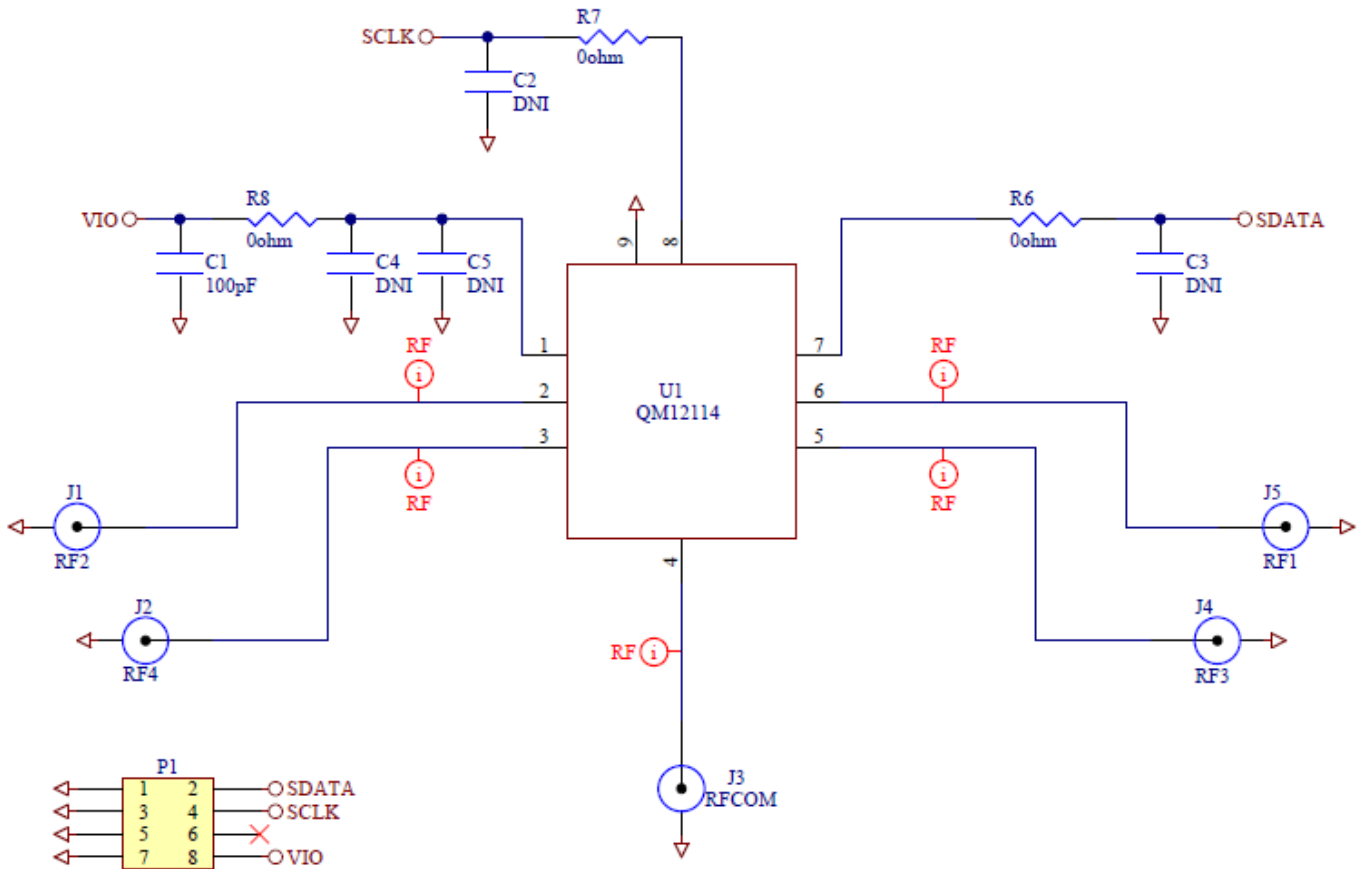 R7
SCLK
0ohm
C2
DNI
R8
R6
VIO
SDATA
0ohm
0ohm
9
8
C1
100pF
C4
DNI
C5
DNI
C3
DNI
RF
RF
1
7
i
i
2
U1
QM12114
6
3
5
i
i
RF
RF
J1
RF2
J5
RF1
4
J2
RF4
J4
RF3
RF
i
J3
RFCOM
P1
1 2 SDATA
3 4 SCLK
5 6
7 8 VIO